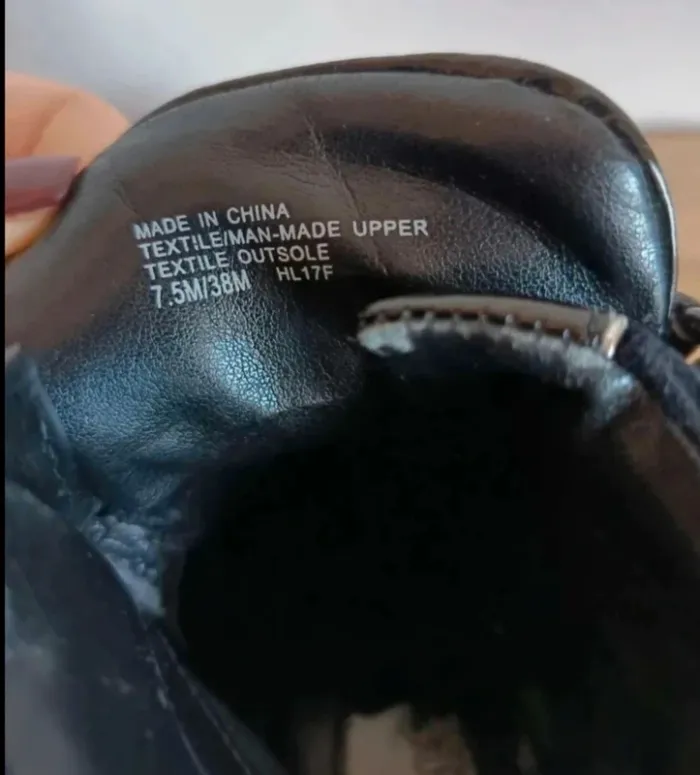 MADE IN CHINA
TEXTILE/MAN-MADE UPPER
TEXTILE OUTSOLE
7.5M/38M HL17F